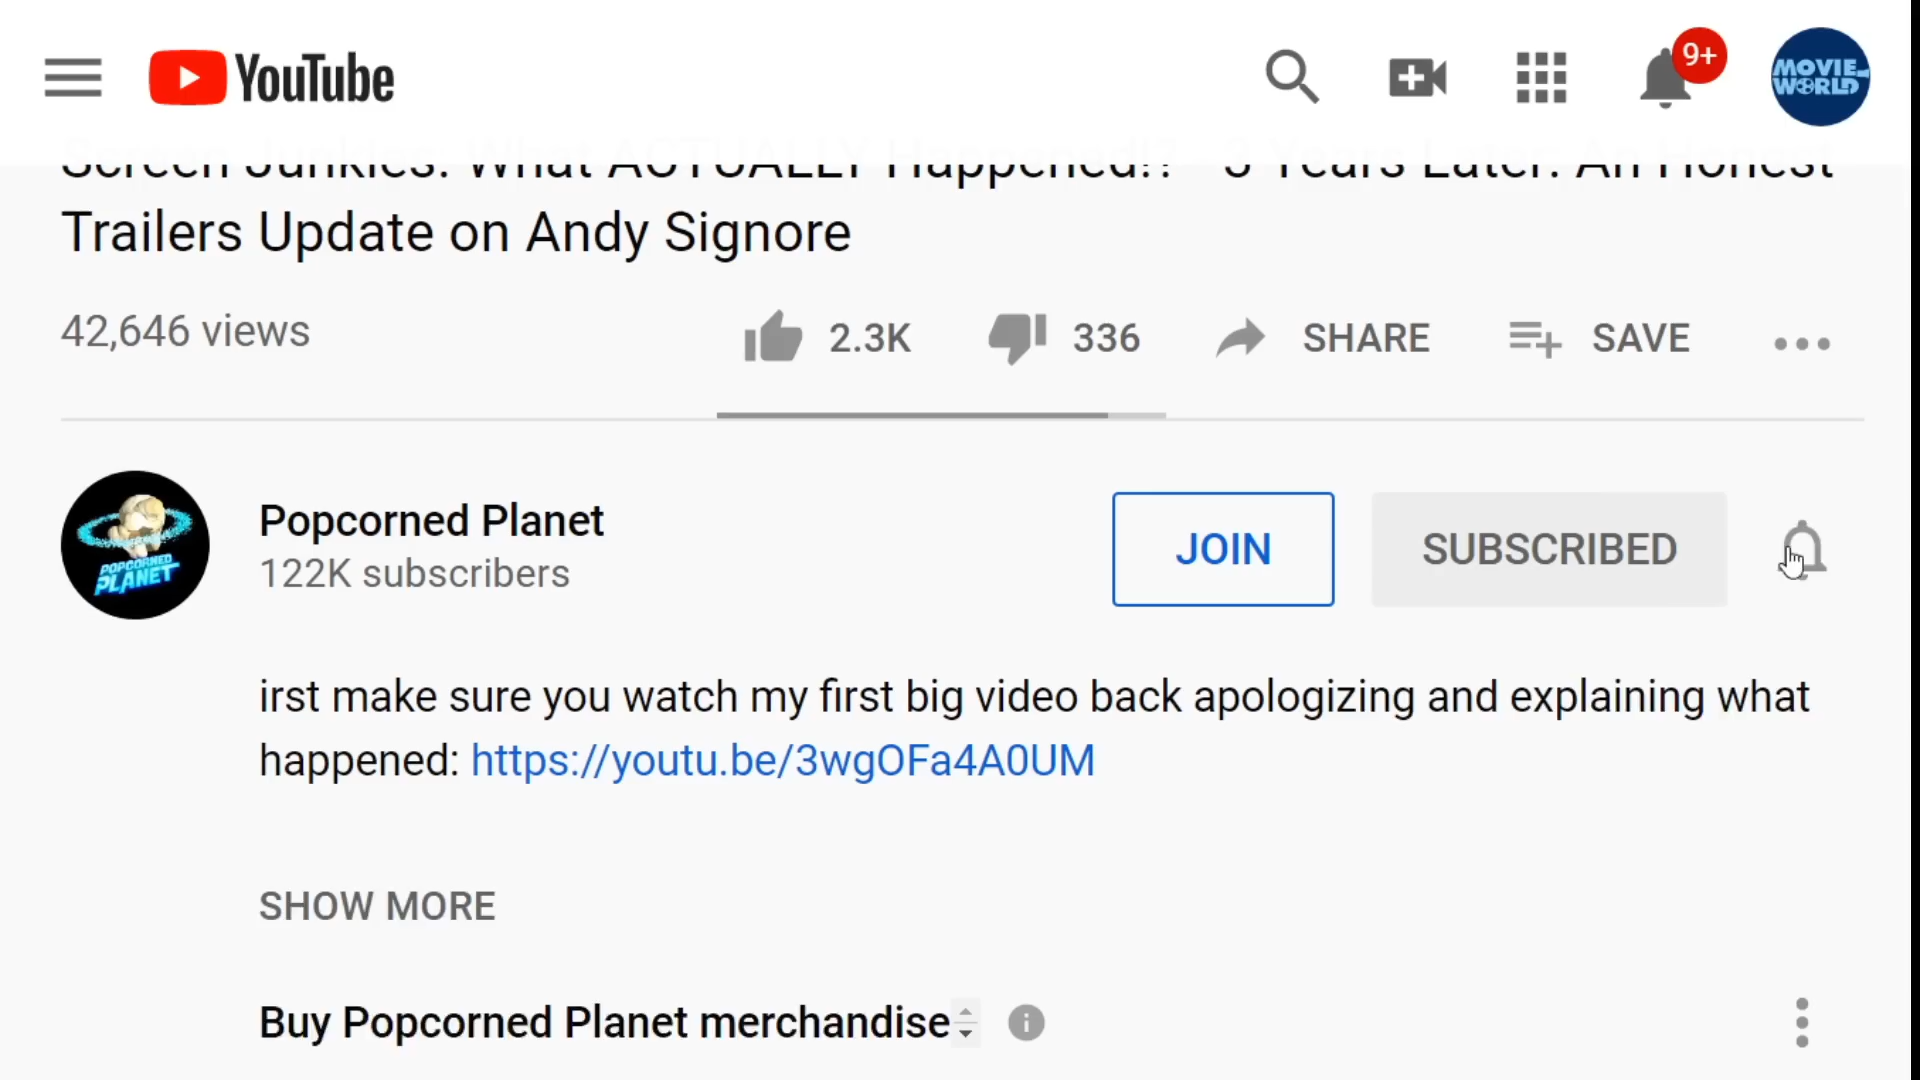 YouTube
9+
MOVIE-
WORLD
Screen Junkies: What ACTUALLY Happened!? - 3 Years Later: An Honest
Trailers Update on Andy Signore
42,646 views
2.3K
336
SHARE
SAVE
Popcorned Planet
122K subscribers
JOIN
SUBSCRIBED
POPCORNED
PLANET
irst make sure you watch my first big video back apologizing and explaining what
happened: https://youtu.be/3wgOFa4A0UM
SHOW MORE
Buy Popcorned Planet merchandise